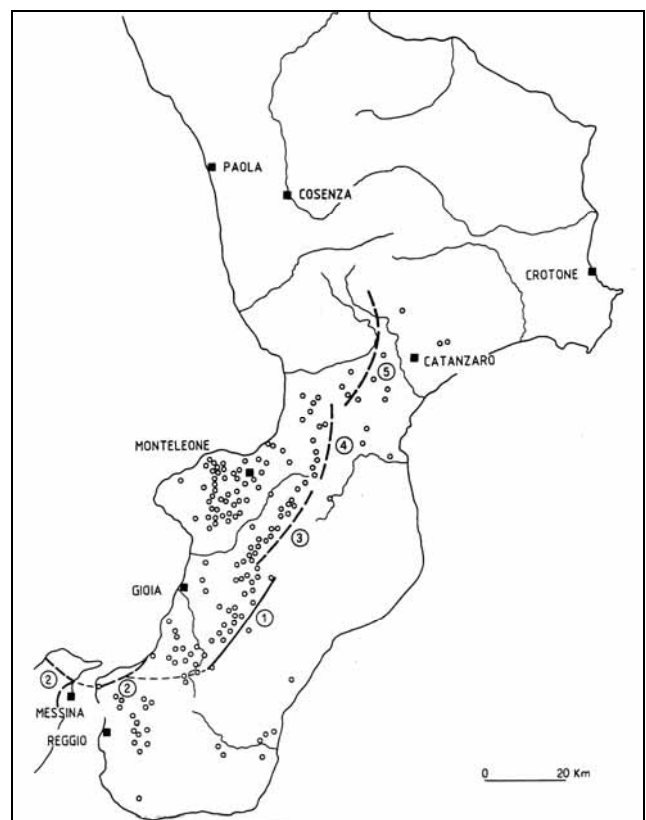 PAOLA
COSENZA
CROTONE
CATANZARO
5
4
MONTELEONE
3
GIOIA
1
2
2
MESSINA
REGGIO
0 20 Km